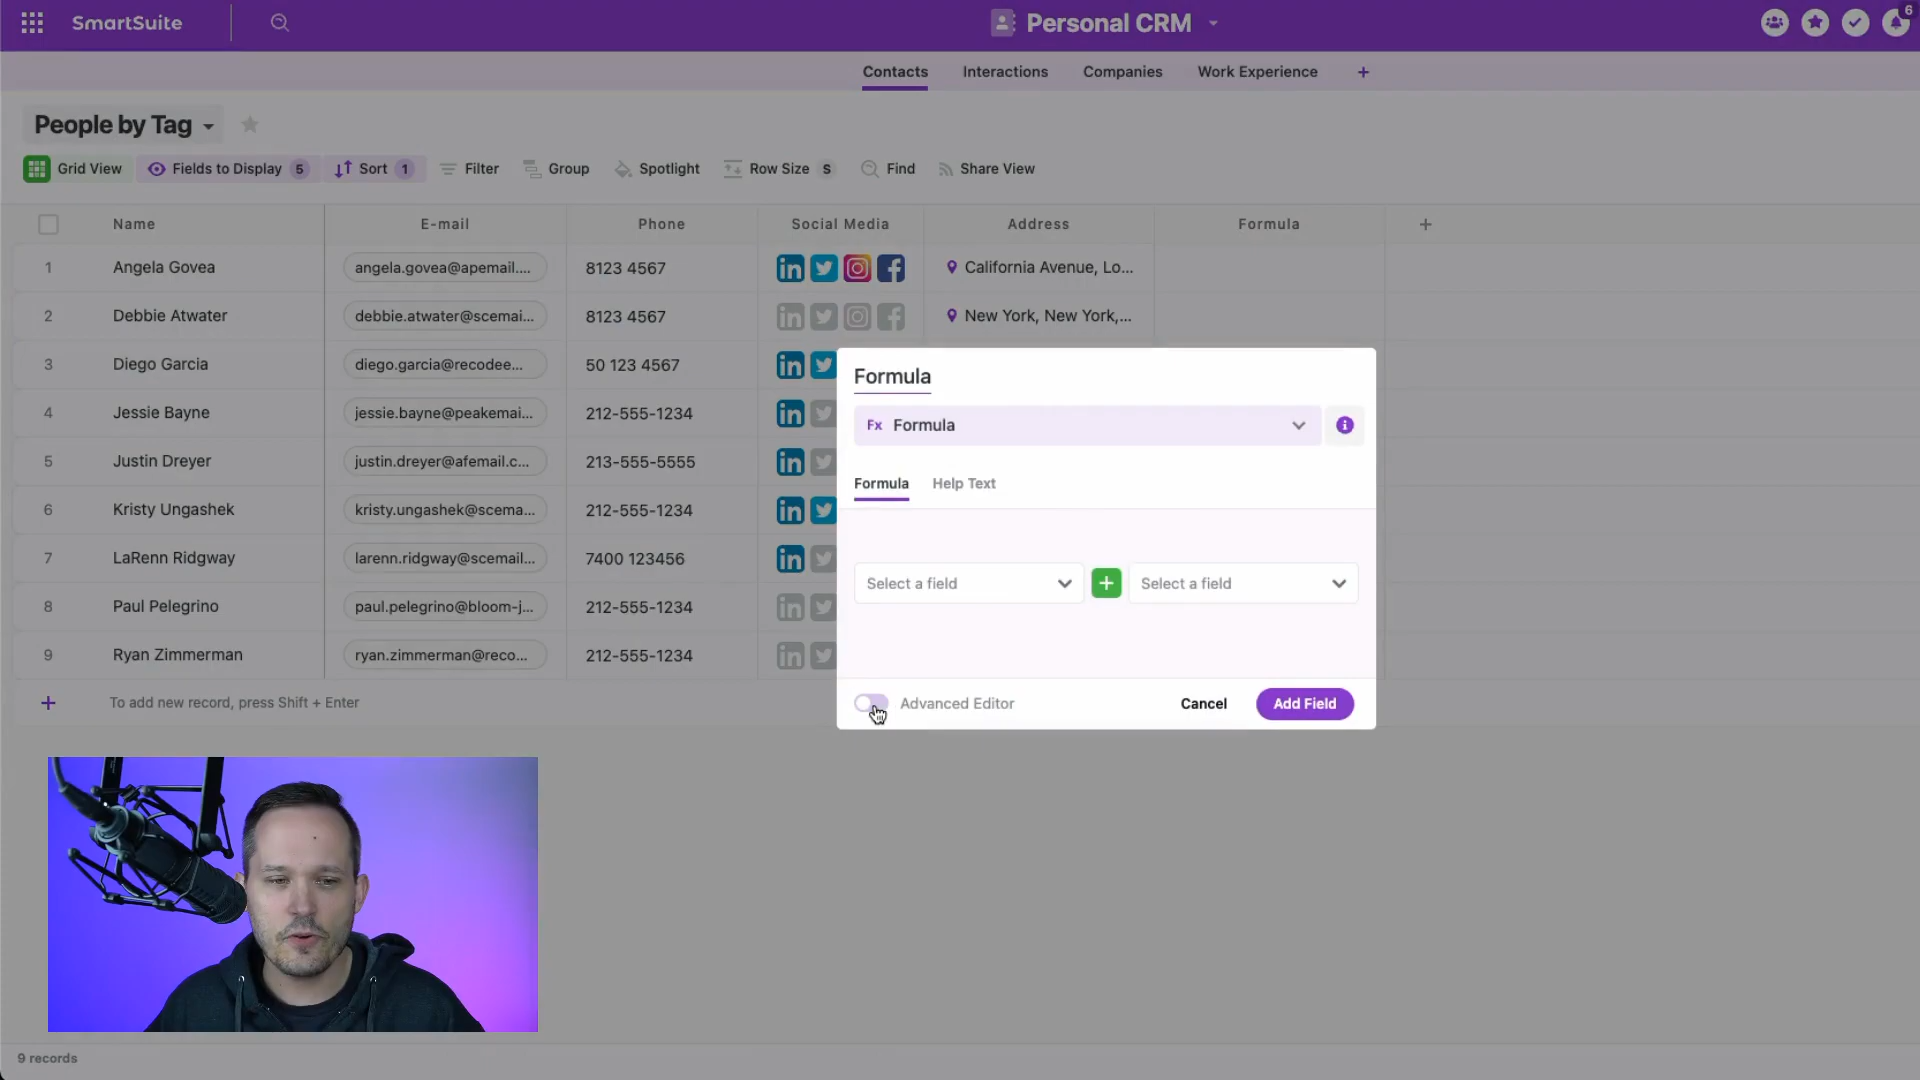 SmartSuite
Personal CRM
6
Contacts Interactions Companies Work Experience +
People by Tag
Grid View Fields to Display 5 Sort 1 Filter Group Spotlight Row Size S Find Share View
Name E-mail Phone Social Media Address Formula +
1 Angela Govea angela.govea@apemail.... 8123 4567 California Avenue, Lo...
2 Debbie Atwater debbie.atwater@scemai... 8123 4567 New York, New York,...
3 Diego Garcia diego.garcia@recodee... 50 123 4567
4 Jessie Bayne jessie.bayne@peakemai... 212-555-1234
5 Justin Dreyer justin.dreyer@afemail.c... 213-555-5555
6 Kristy Ungashek kristy.ungashek@scema... 212-555-1234
7 LaRenn Ridgway larenn.ridgway@scemail... 7400 123456
8 Paul Pelegrino paul.pelegrino@bloom-j... 212-555-1234
9 Ryan Zimmerman ryan.zimmerman@reco... 212-555-1234
+ To add new record, press Shift + Enter
Formula
Fx Formula
Formula Help Text
Select a field + Select a field
Advanced Editor Cancel Add Field
9 records